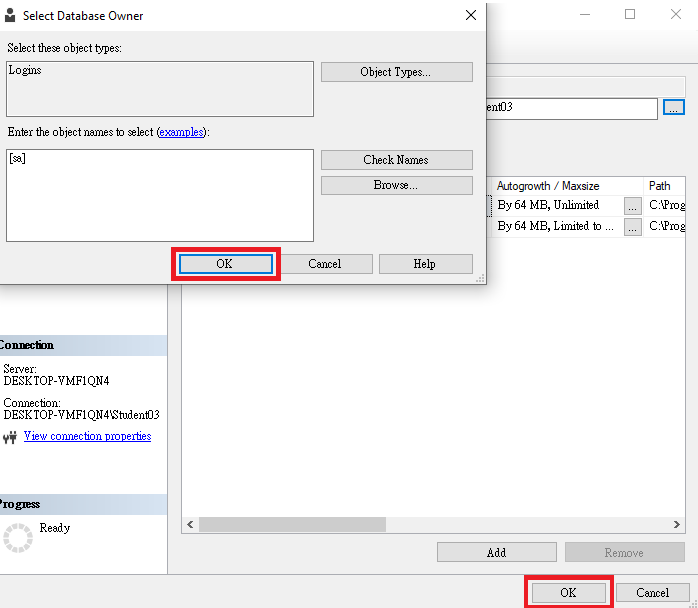 Select Database Owner
Select these object types:
Logins
Object Types...
Enter the object names to select (examples):
[sa]
Check Names
Browse...
OK
Cancel
Help
ent03
...
Autogrowth / Maxsize
Path
By 64 MB, Unlimited
...
C:\Prog
By 64 MB, Limited to ...
...
C:\Prog
Connection
Server:
DESKTOP-VMF1QN4
Connection:
DESKTOP-VMF1QN4\Student03
View connection properties
Progress
Ready
Add
Remove
OK
Cancel